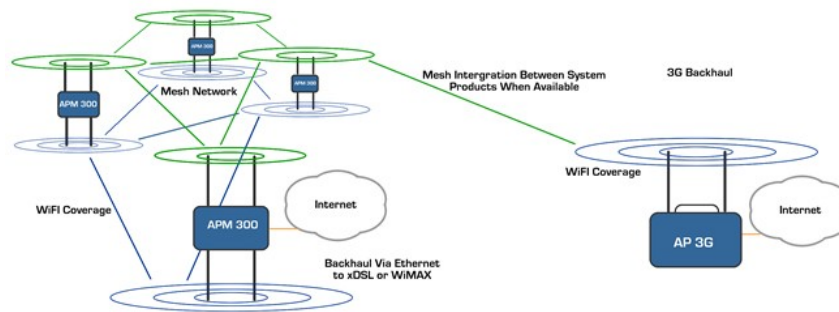 APM 300
Mesh Network
APM 300
APM 300
WiFI Coverage
APM 300
Internet
Backhaul Via Ethernet
to xDSL or WiMAX
Mesh Intergration Between System
Products When Available
3G Backhaul
WiFI Coverage
AP 3G
Internet